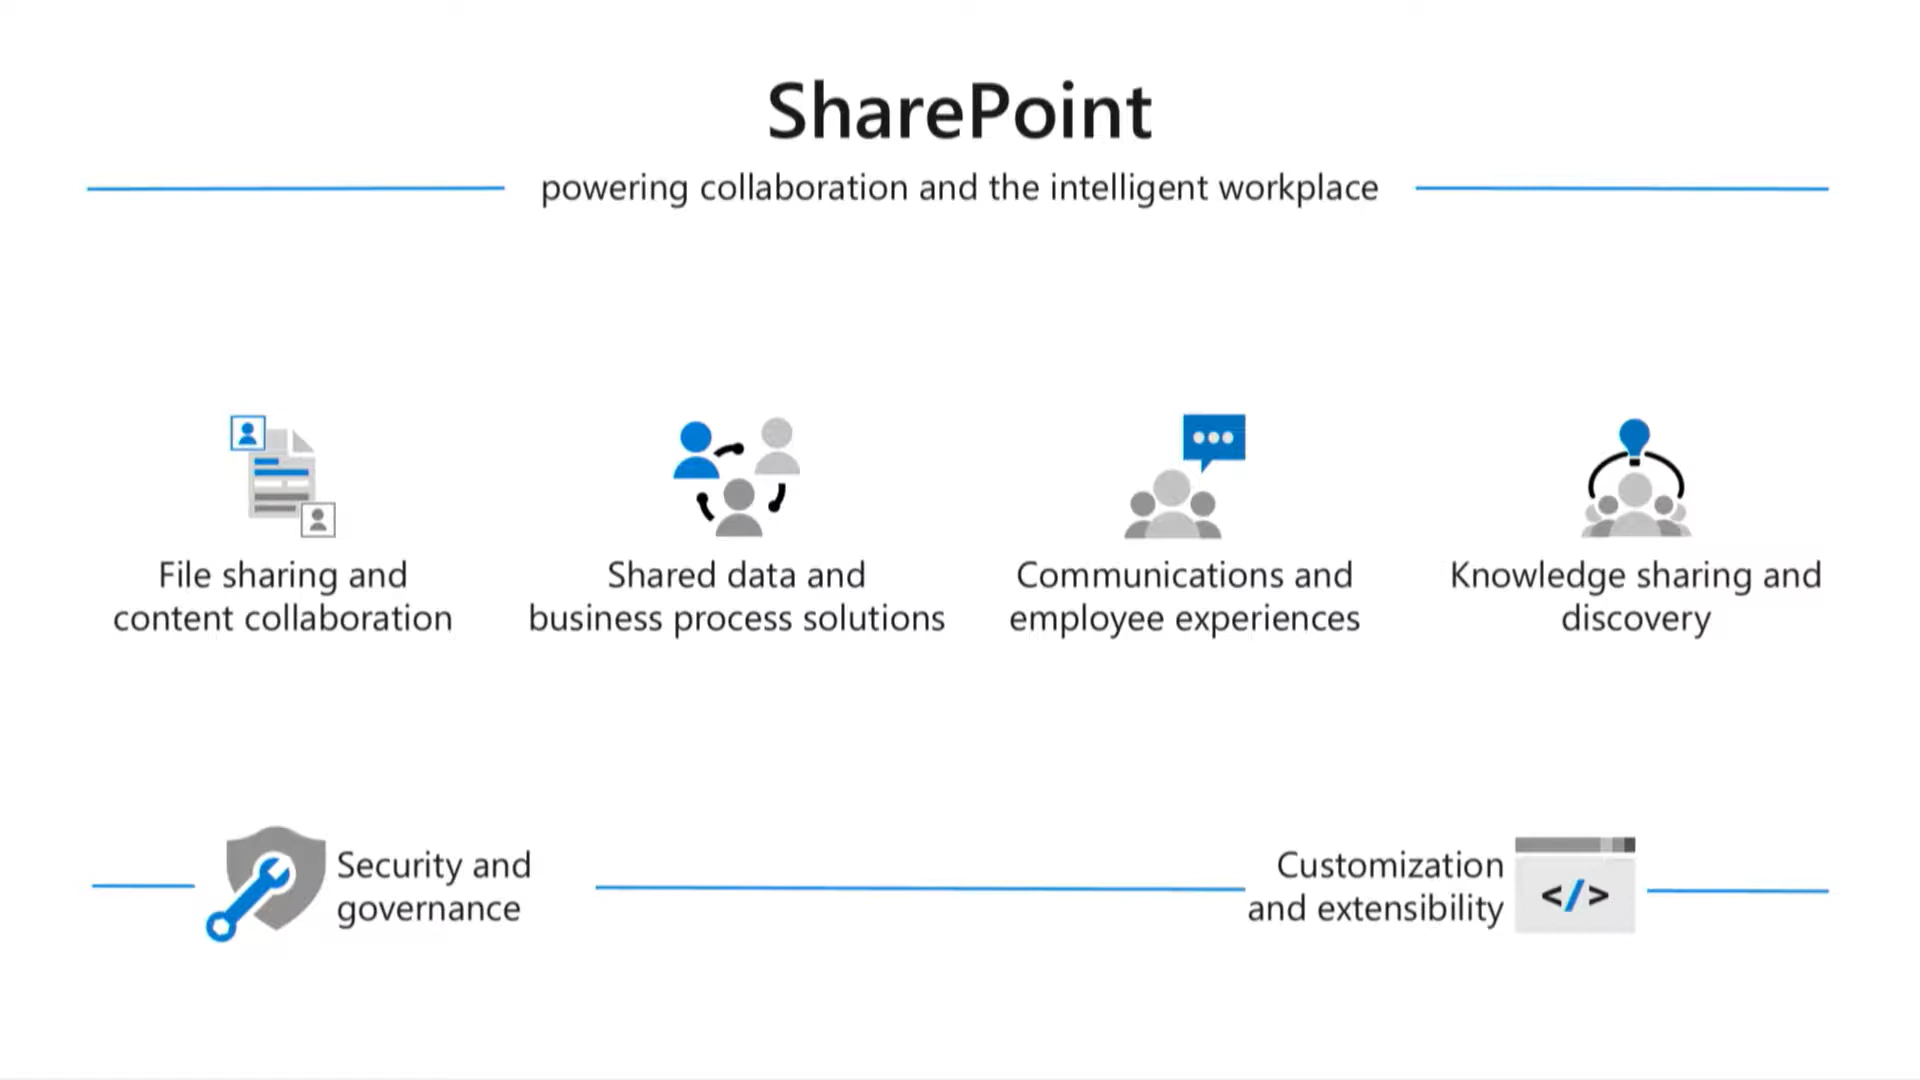 SharePoint
powering collaboration and the intelligent workplace
File sharing and
content collaboration
Shared data and
business process solutions
Communications and
employee experiences
Knowledge sharing and
discovery
Security and
governance
Customization
and extensibility
</>